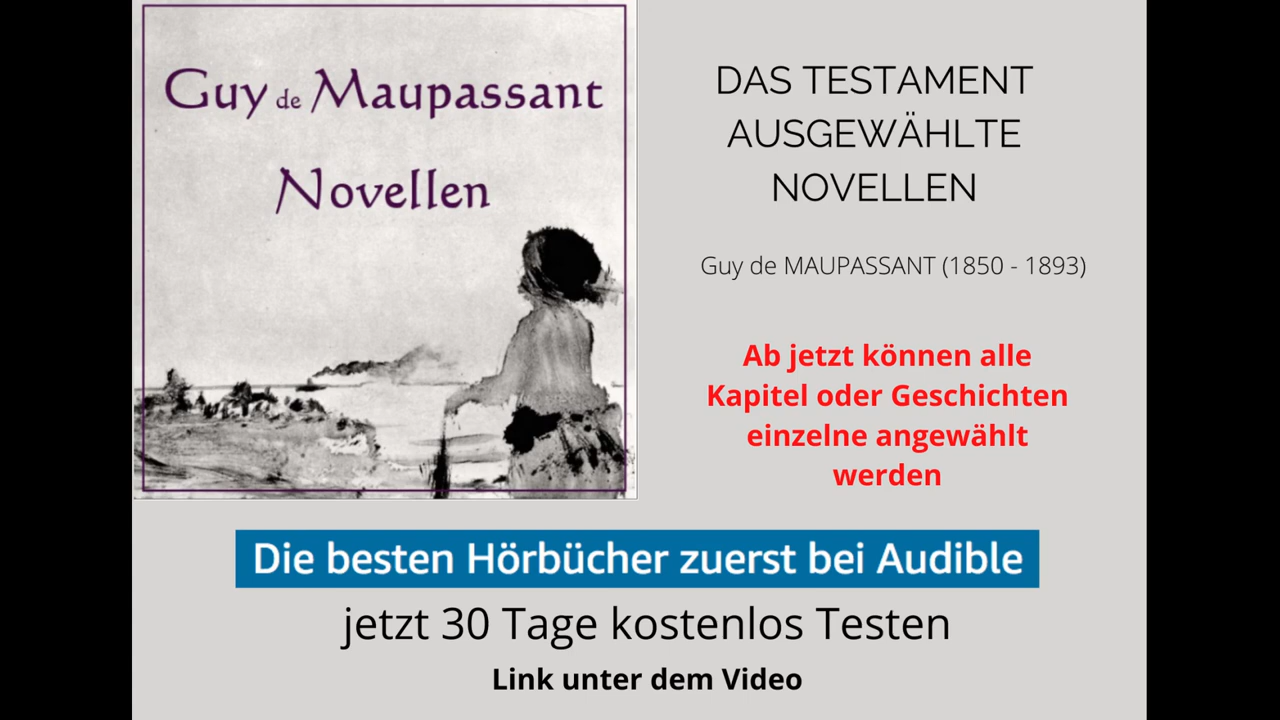 Guy de Maupassant
Novellen
DAS TESTAMENT
AUSGEWÄHLTE
NOVELLEN
Guy de MAUPASSANT (1850 - 1893)
Ab jetzt können alle
Kapitel oder Geschichten
einzelne angewählt
werden
Die besten Hörbücher zuerst bei Audible
jetzt 30 Tage kostenlos Testen
Link unter dem Video